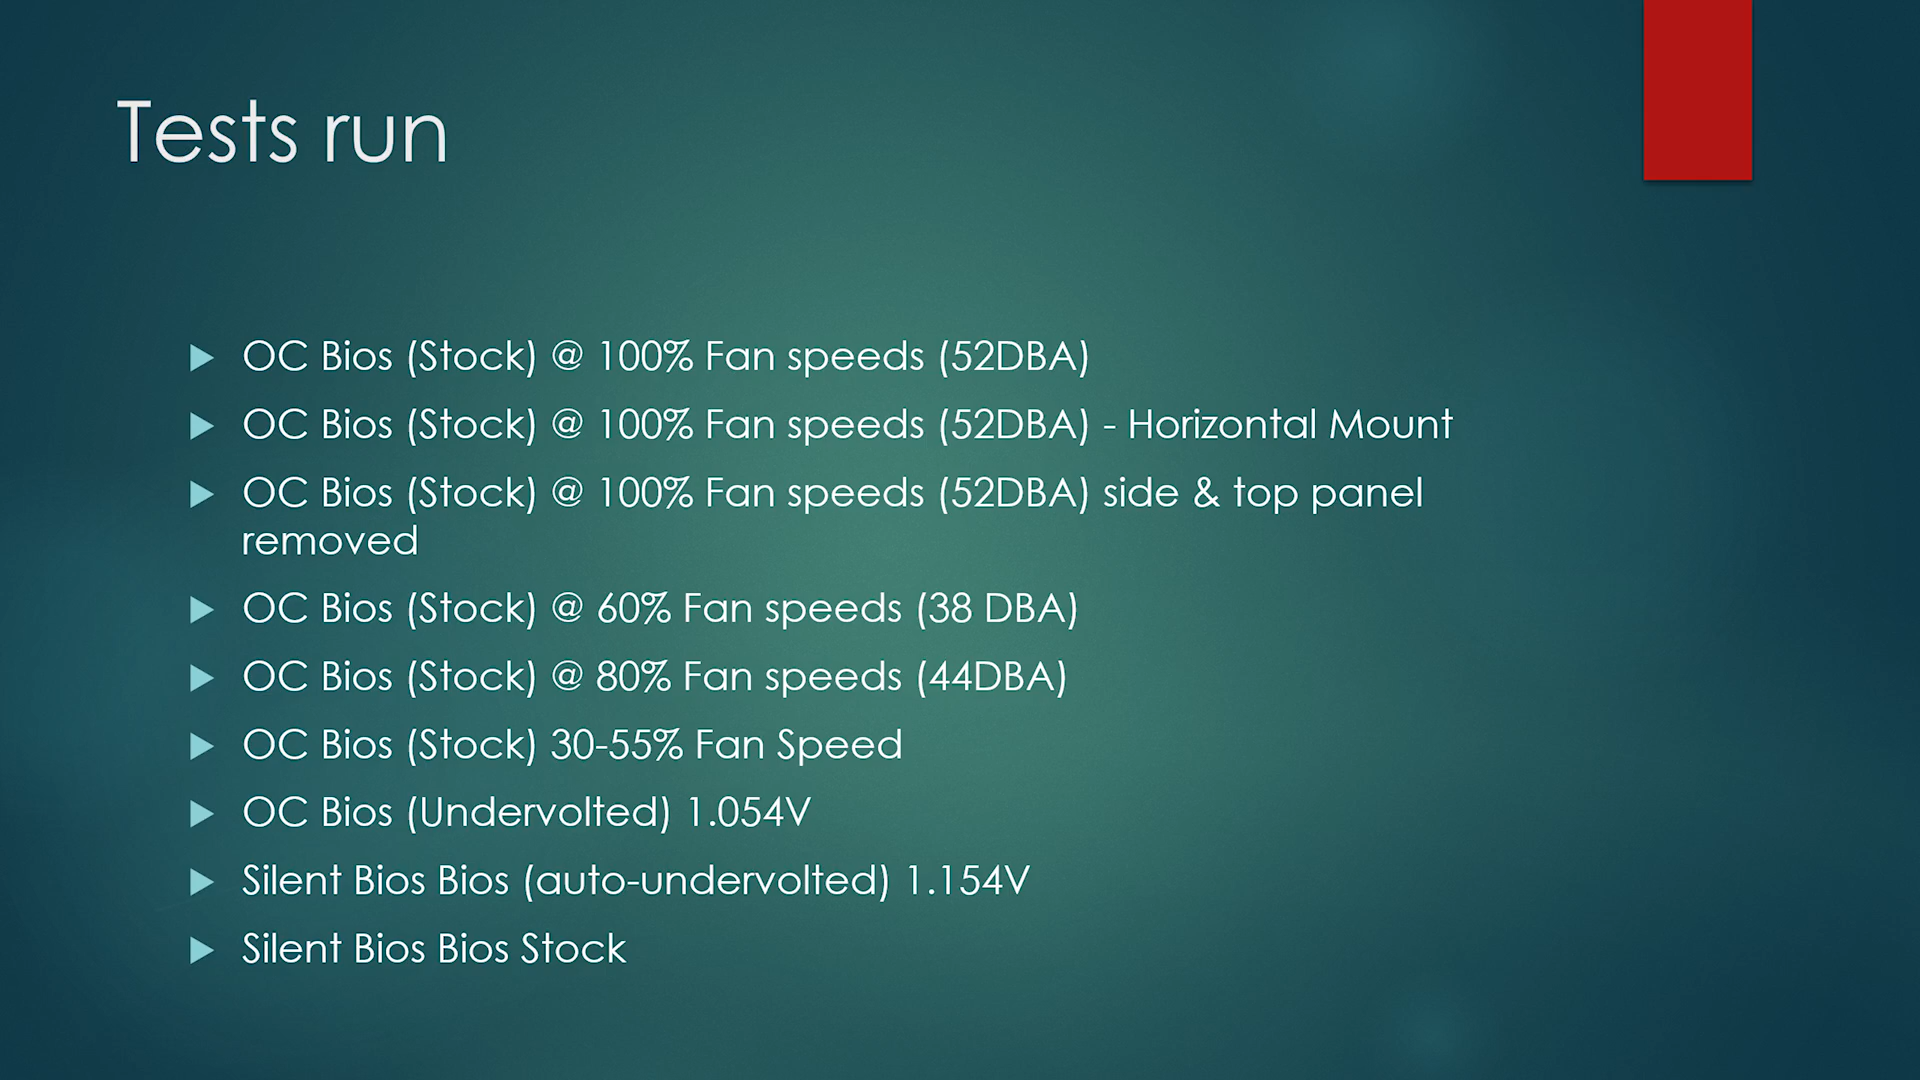 Tests run
OC Bios (Stock) @ 100% Fan speeds (52DBA)
OC Bios (Stock) @ 100% Fan speeds (52DBA) - Horizontal Mount
OC Bios (Stock) @ 100% Fan speeds (52DBA) side & top panel
removed
OC Bios (Stock) @ 60% Fan speeds (38 DBA)
OC Bios (Stock) @ 80% Fan speeds (44DBA)
OC Bios (Stock) 30-55% Fan Speed
OC Bios (Undervolted) 1.054V
Silent Bios Bios (auto-undervolted) 1.154V
Silent Bios Bios Stock